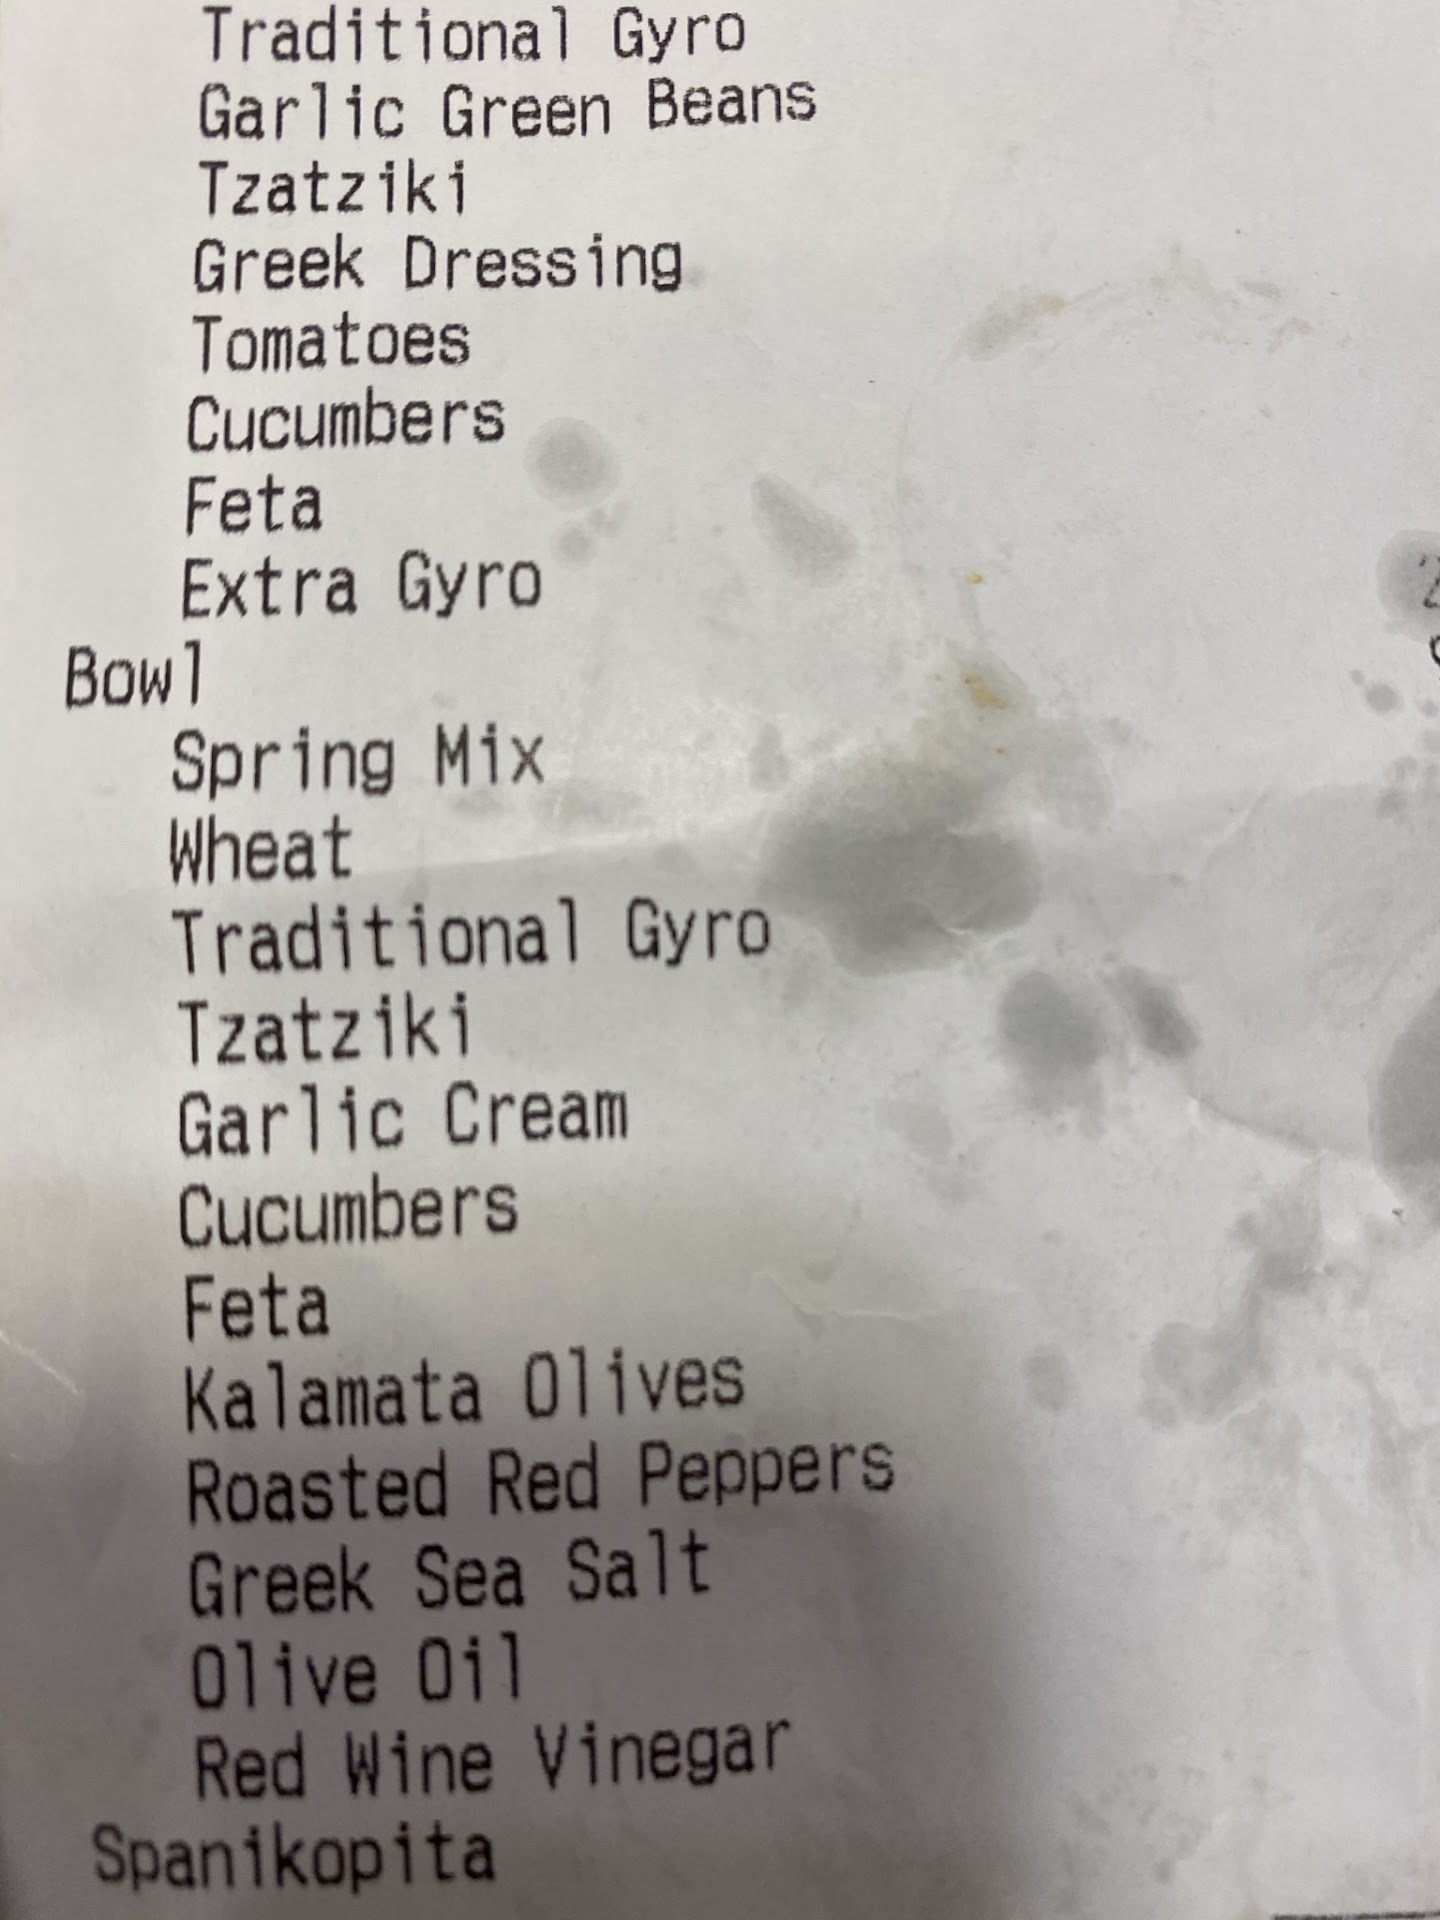 Traditional Gyro
Garlic Green Beans
Tzatziki
Greek Dressing
Tomatoes
Cucumbers
Feta
Extra Gyro
Bowl
Spring Mix
Wheat
Traditional Gyro
Tzatziki
Garlic Cream
Cucumbers
Feta
Kalamata Olives
Roasted Red Peppers
Greek Sea Salt
Olive Oil
Red Wine Vinegar
Spanikopita